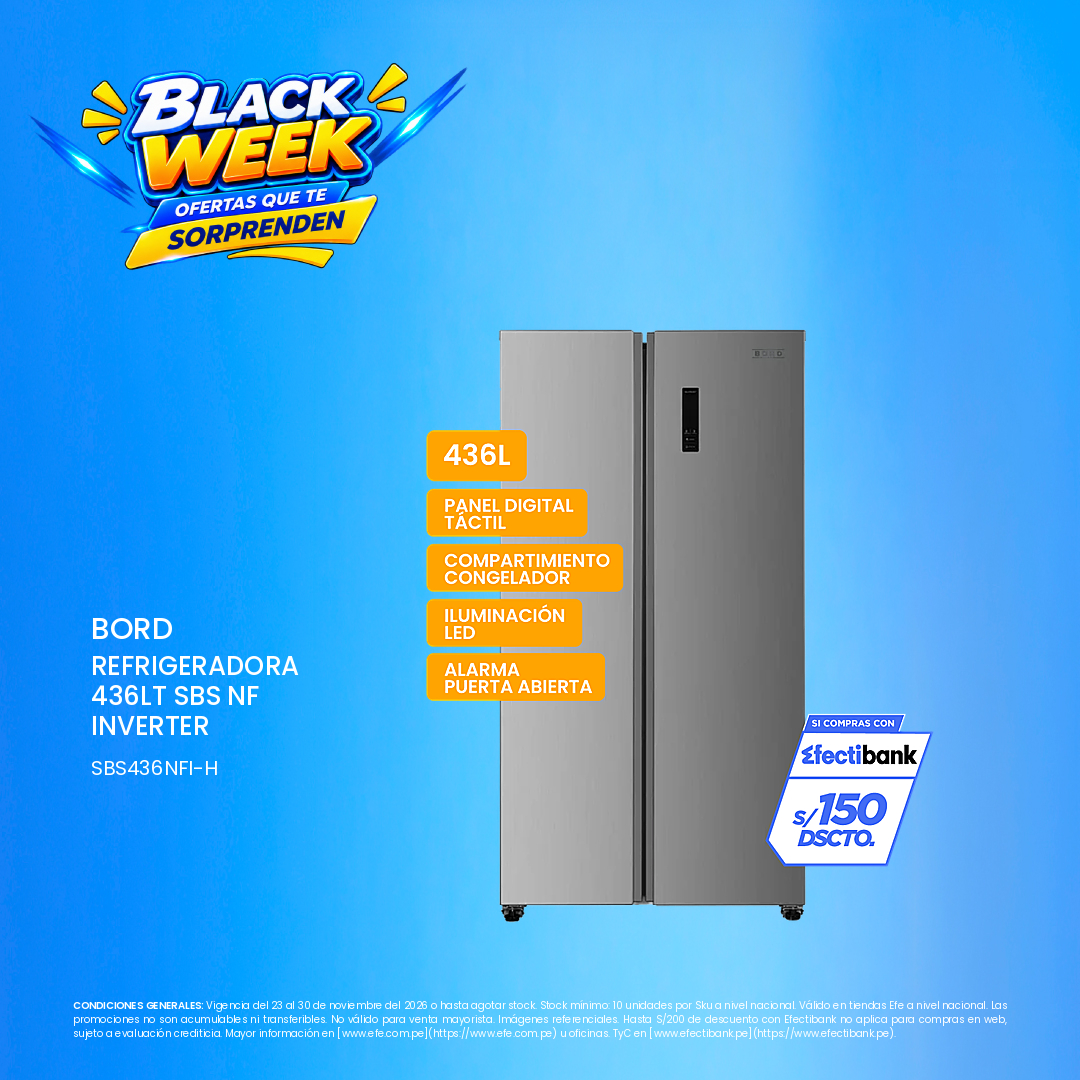 BLACK
WEEK
OFERTAS QUE TE
SORPRENDEN
BORD
436L
PANEL DIGITAL
TÁCTIL
COMPARTIMIENTO
CONGELADOR
ILUMINACIÓN
LED
ALARMA
PUERTA ABIERTA
BORD
REFRIGERADORA
436LT SBS NF
INVERTER
SBS436NFI-H
SI COMPRAS CON
Efectibank
S/150
DSCTO.
CONDICIONES GENERALES: Vigencia del 23 al 30 de noviembre del 2026 o hasta agotar stock. Stock mínimo: 10 unidades por Sku a nivel nacional. Válido en tiendas Efe a nivel nacional. Las
promociones no son acumulables ni transferibles. No válido para venta mayorista. Imágenes referenciales. Hasta S/200 de descuento con Efectibank no aplica para compras en web,
sujeto a evaluación crediticia. Mayor información en [www.efe.com.pe](https://www.efe.com.pe) u oficinas. TyC en [www.efectibank.pe](https://www.efectibank.pe).